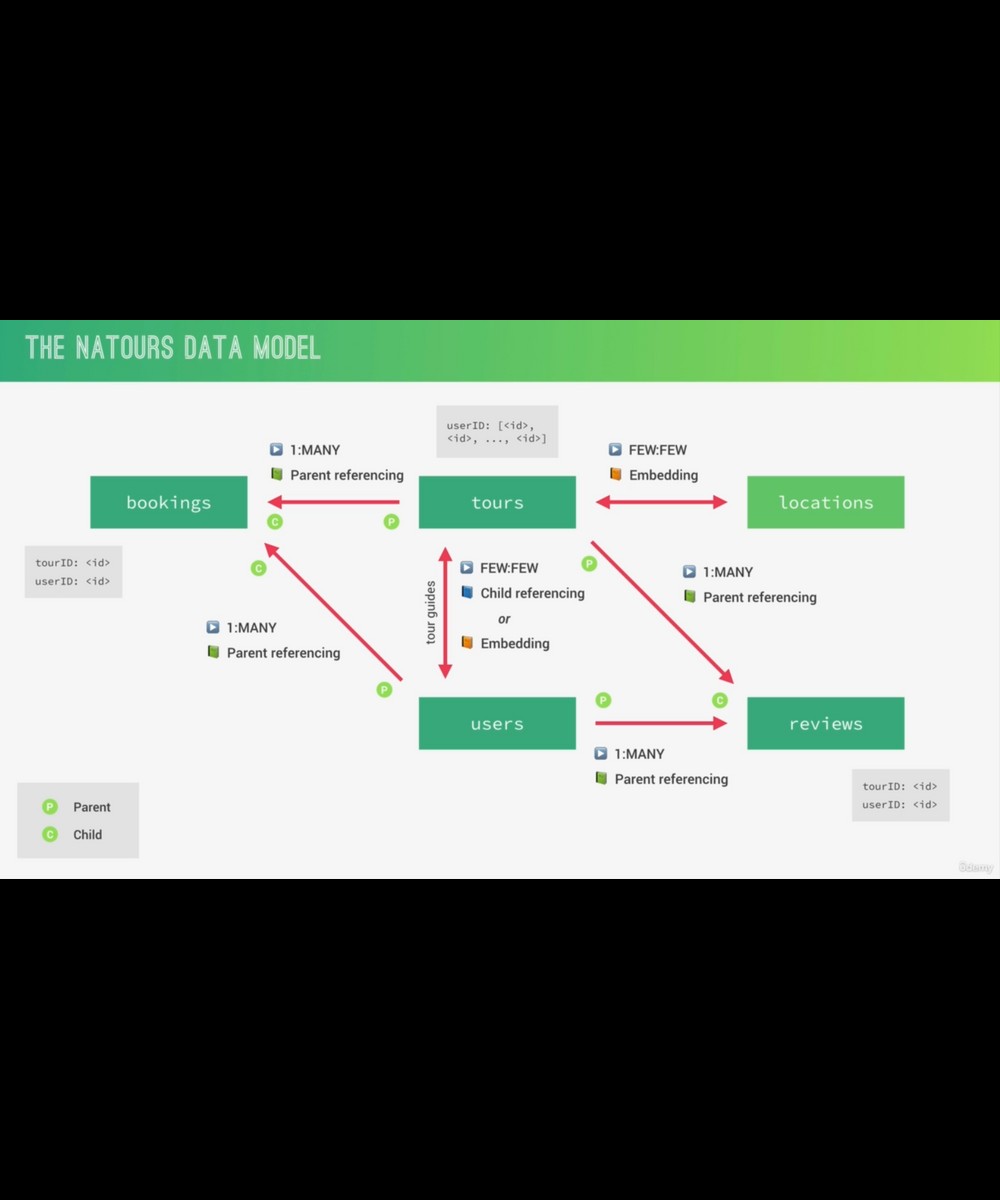 THE NATOURS DATA MODEL
userID: [<id>,
<id>, ..., <id>]
1:MANY
Parent referencing
FEW:FEW
Embedding
bookings
tours
locations
C
P
tourID: <id>
userID: <id>
C
1:MANY
Parent referencing
P
tour guides
FEW:FEW
Child referencing
or
Embedding
P
1:MANY
Parent referencing
users
P
C
reviews
1:MANY
Parent referencing
tourID: <id>
userID: <id>
P Parent
C Child
ûdemy